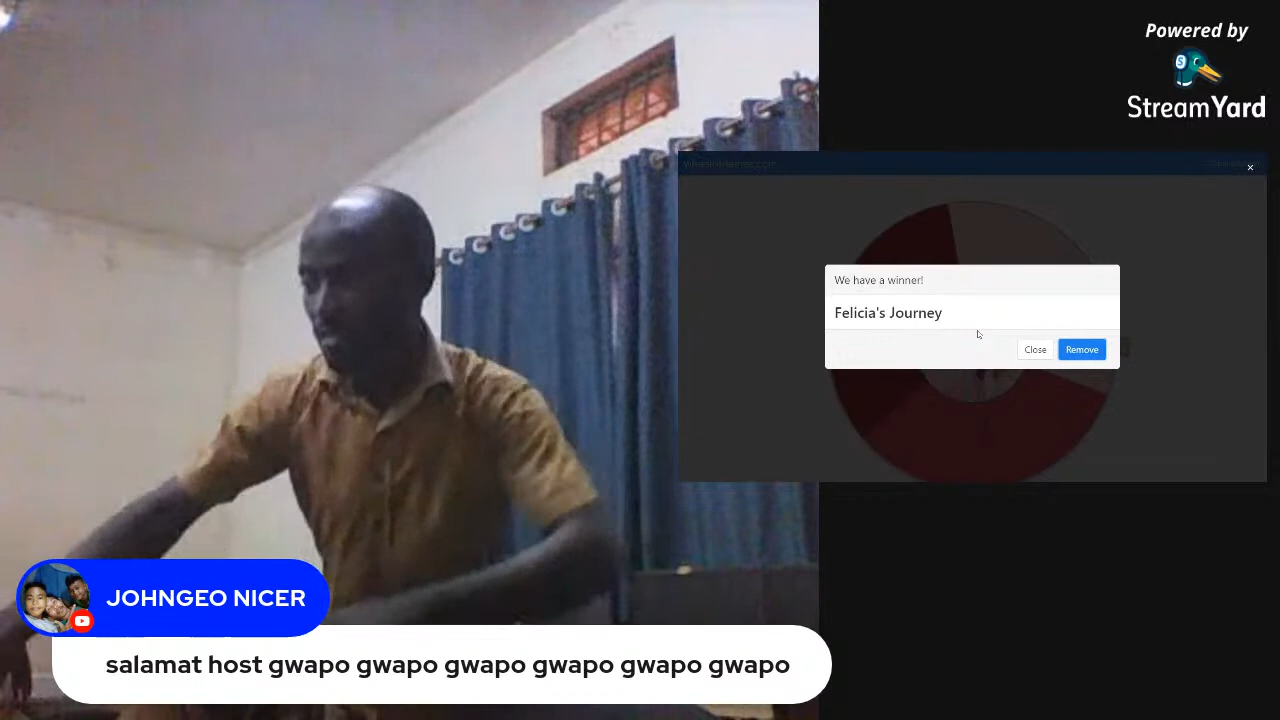 Powered by
StreamYard
We have a winner!
Felicia's Journey
Close
Remove
JOHNGEO NICER
salamat host gwapo gwapo gwapo gwapo gwapo gwapo